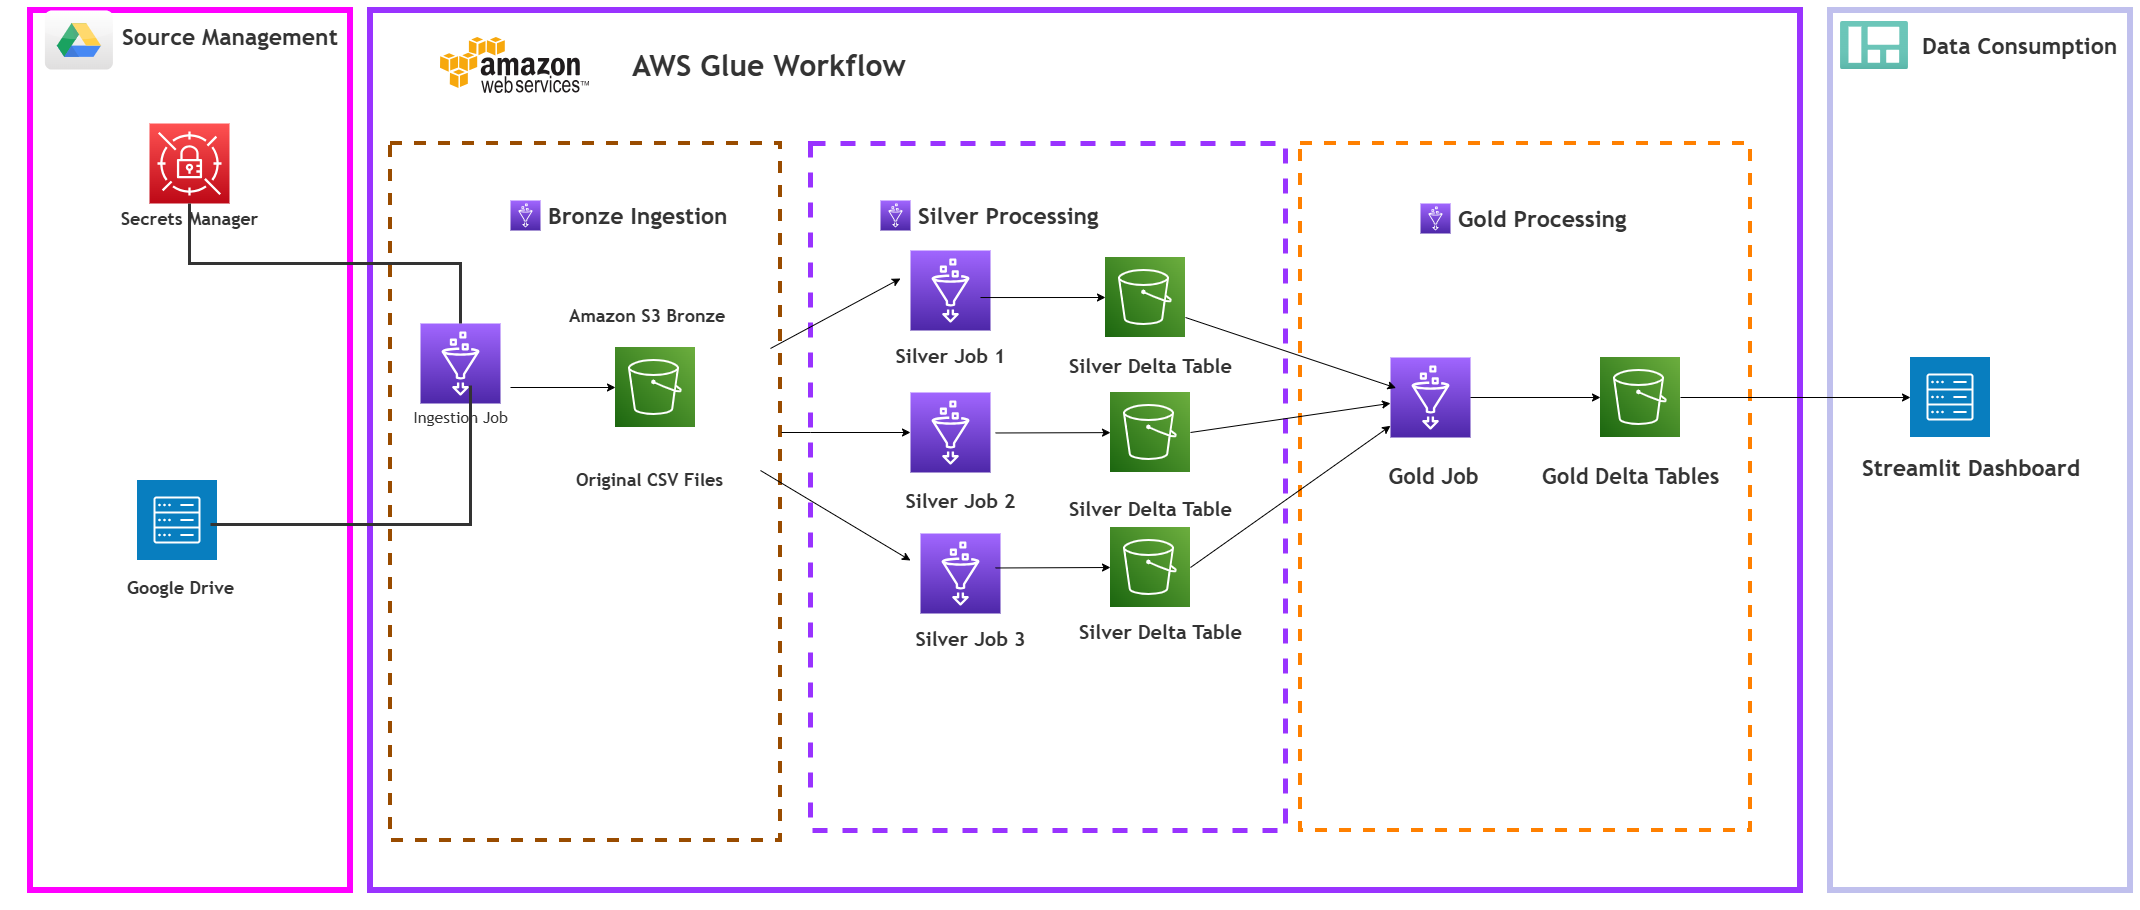 Source Management
Secrets Manager
Google Drive
amazon
webservices™
AWS Glue Workflow
Bronze Ingestion
Ingestion Job
Amazon S3 Bronze
Original CSV Files
Silver Processing
Silver Job 1
Silver Delta Table
Silver Job 2
Silver Delta Table
Silver Job 3
Silver Delta Table
Gold Processing
Gold Job
Gold Delta Tables
Data Consumption
Streamlit Dashboard